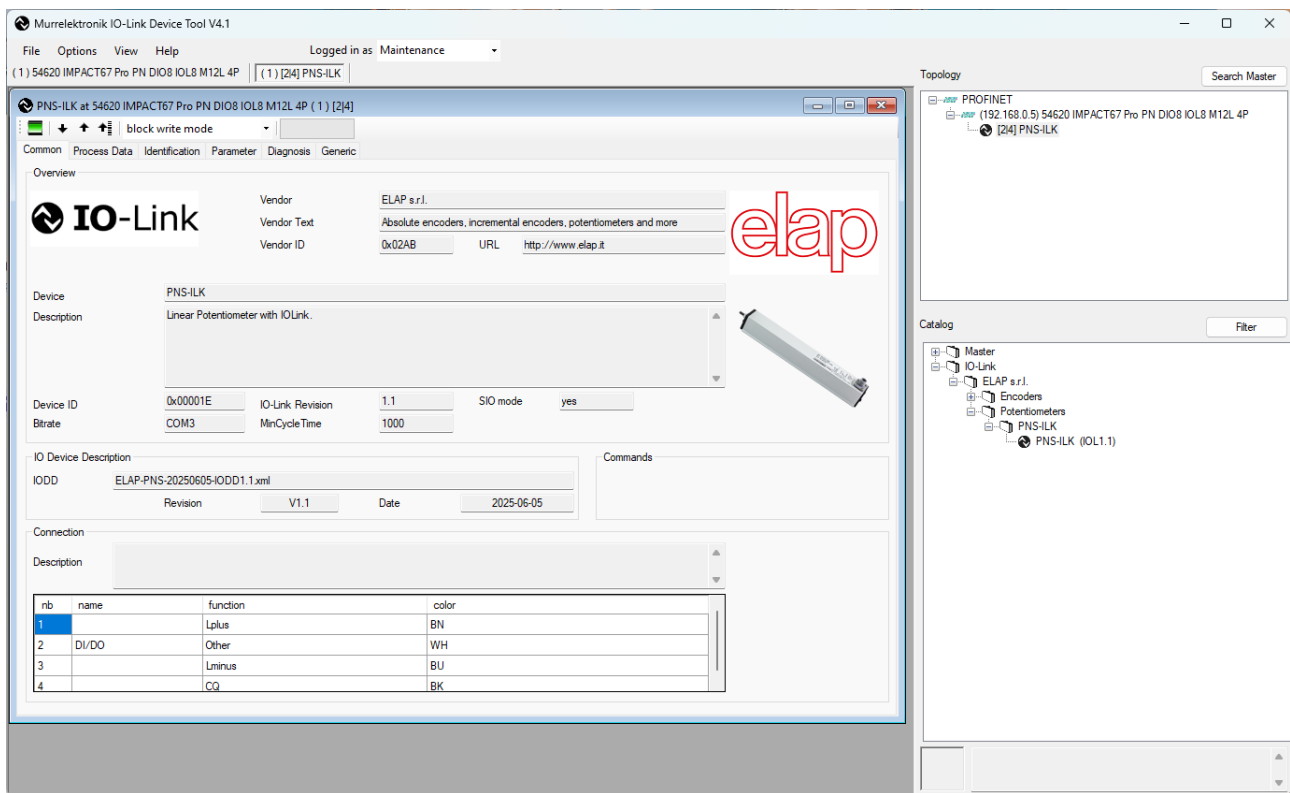 Murrelektronik IO-Link Device Tool V4.1
File Options View Help Logged in as Maintenance
(1) 54620 IMPACT67 Pro PN DIO8 IOL8 M12L 4P (1) [2|4] PNS-ILK
PNS-ILK at 54620 IMPACT67 Pro PN DIO8 IOL8 M12L 4P (1) [2|4]
block write mode
Common Process Data Identification Parameter Diagnosis Generic
Overview
IO-Link
Vendor ELAP s.r.l.
Vendor Text Absolute encoders, incremental encoders, potentiometers and more
Vendor ID 0x02AB URL http://www.elap.it
elap
Device PNS-ILK
Description Linear Potentiometer with IOLink.
Device ID 0x00001E IO-Link Revision 1.1 SIO mode yes
Bitrate COM3 MinCycleTime 1000
IO Device Description
IODD ELAP-PNS-20250605-IODD1.1.xml
Revision V1.1 Date 2025-06-05
Commands
Connection
Description
nb name function color
1 Lplus BN
2 DI/DO Other WH
3 Lminus BU
4 CQ BK
Topology Search Master
PROFINET
(192.168.0.5) 54620 IMPACT67 Pro PN DIO8 IOL8 M12L 4P
[2|4] PNS-ILK
Catalog Filter
Master
IO-Link
ELAP s.r.l.
Encoders
Potentiometers
PNS-ILK
PNS-ILK (IOL1.1)